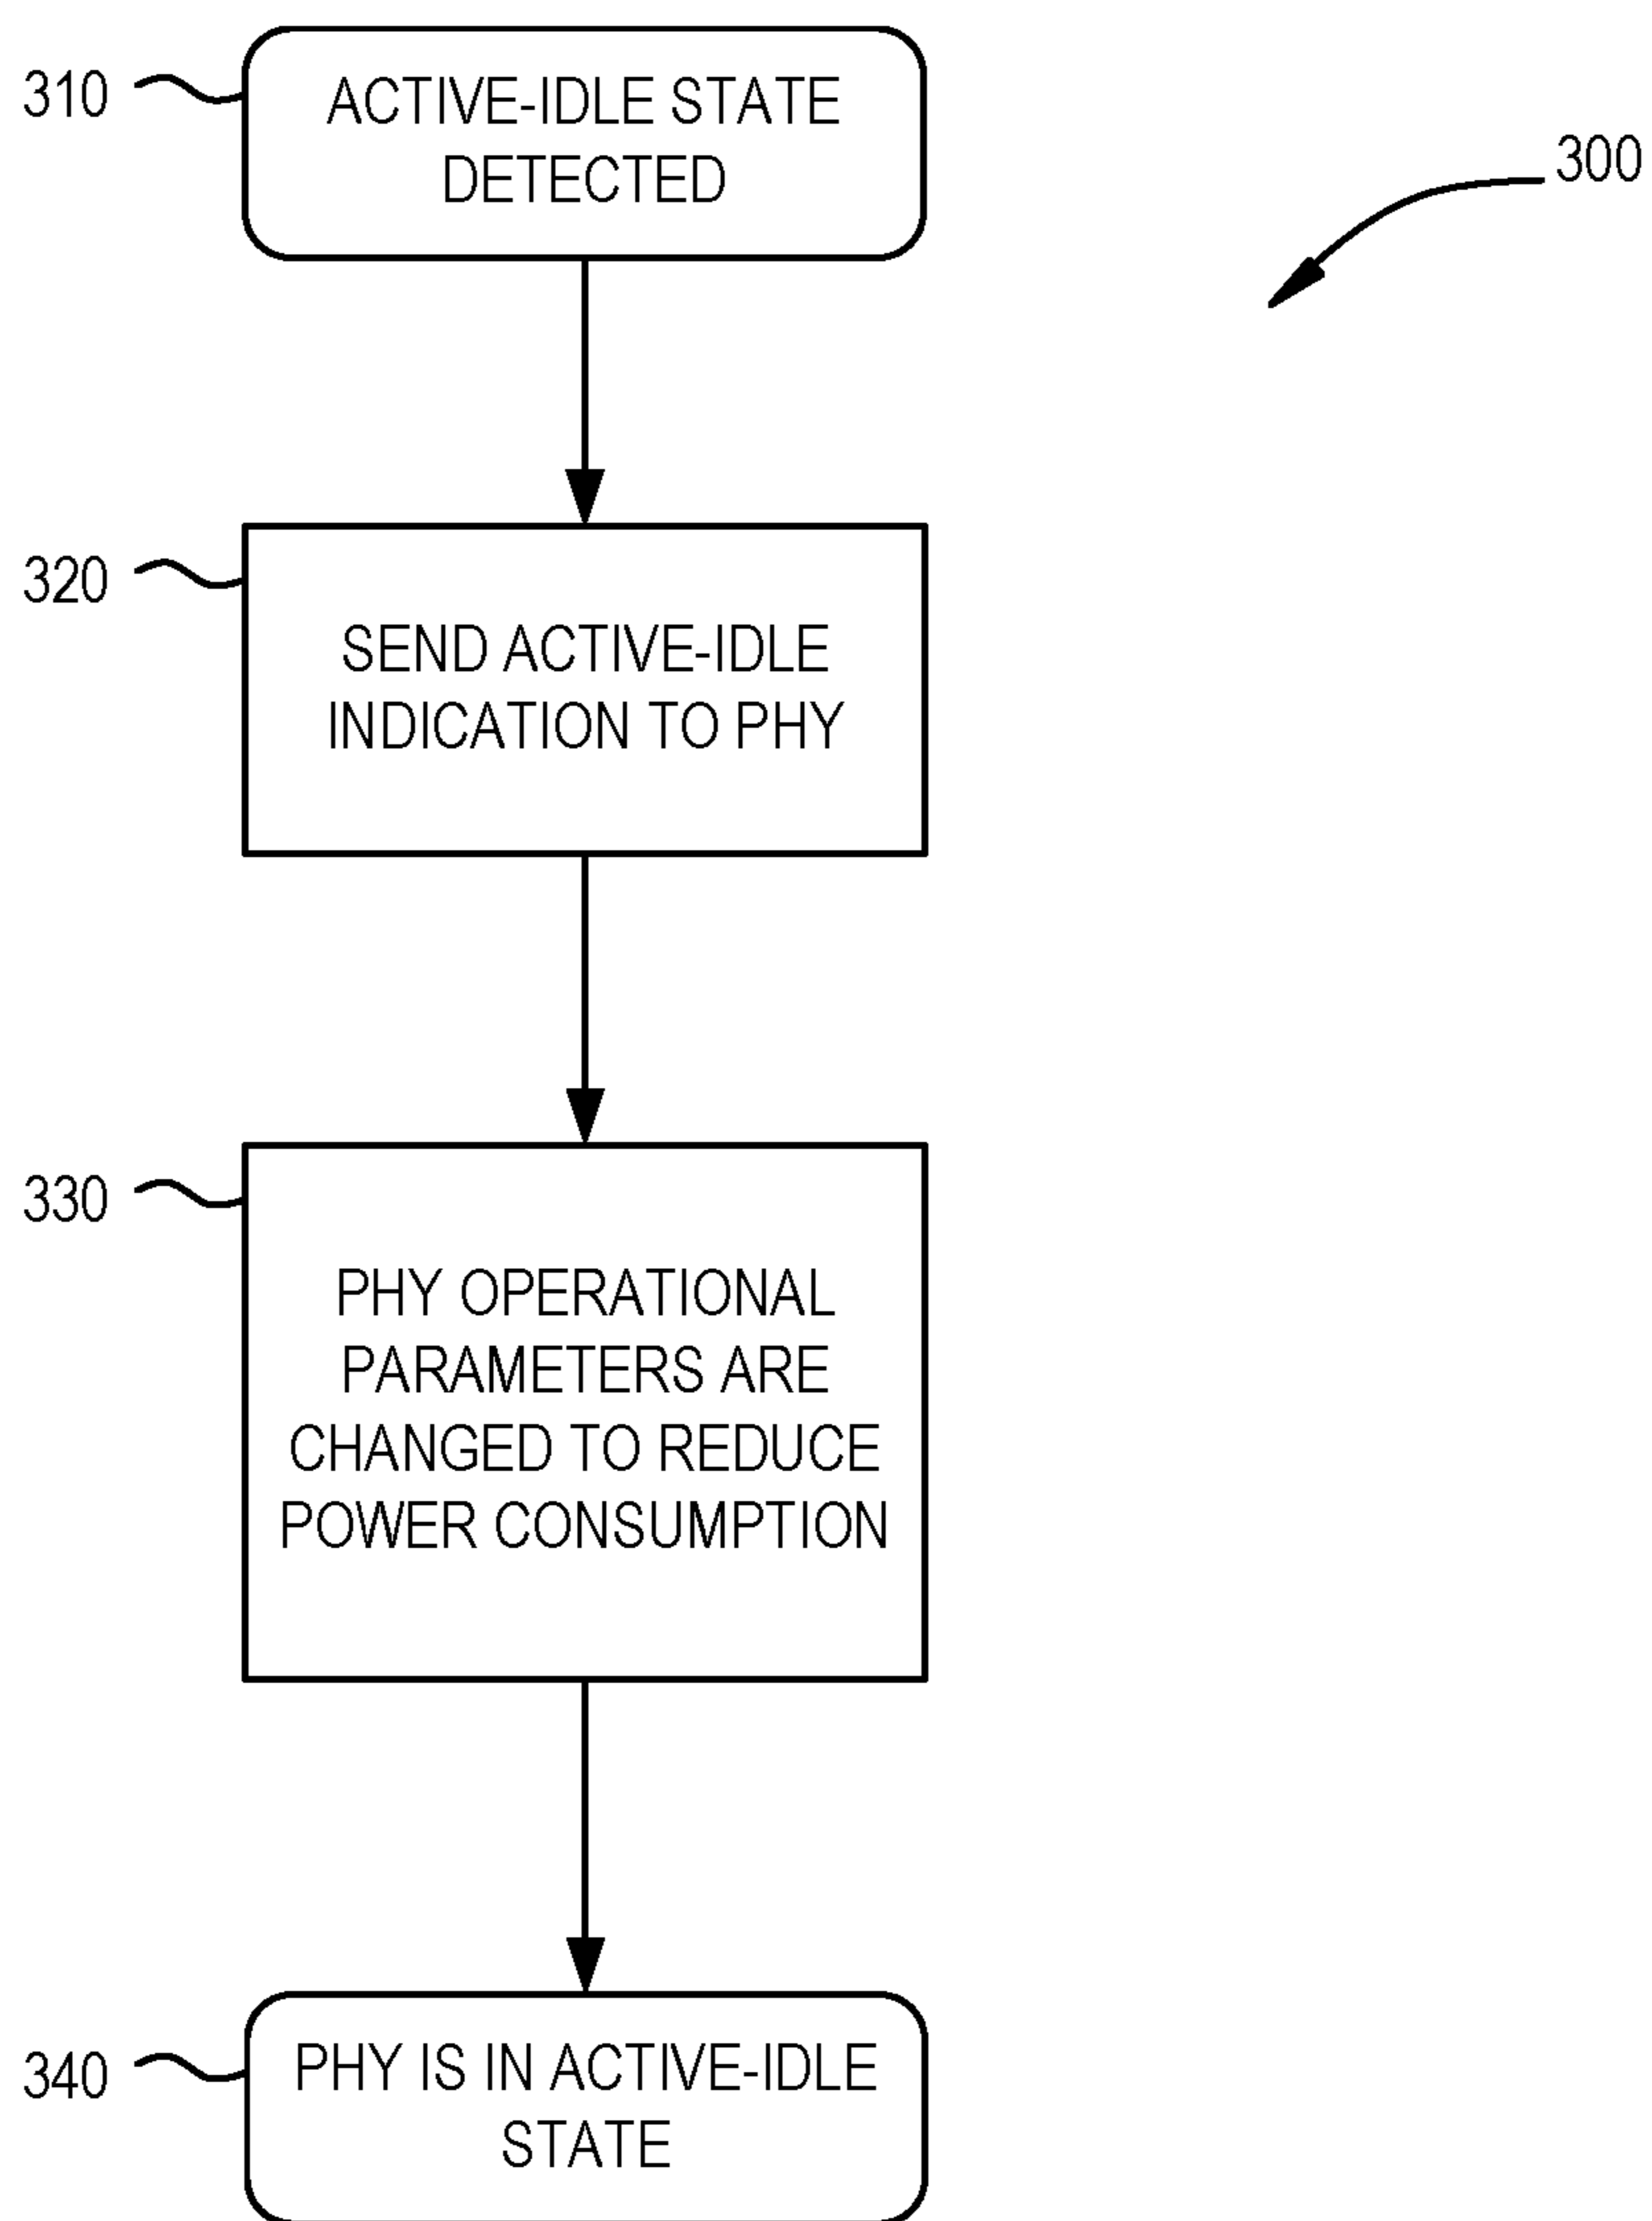 310
ACTIVE-IDLE STATE
DETECTED
300
320
SEND ACTIVE-IDLE
INDICATION TO PHY
330
PHY OPERATIONAL
PARAMETERS ARE
CHANGED TO REDUCE
POWER CONSUMPTION
340
PHY IS IN ACTIVE-IDLE
STATE